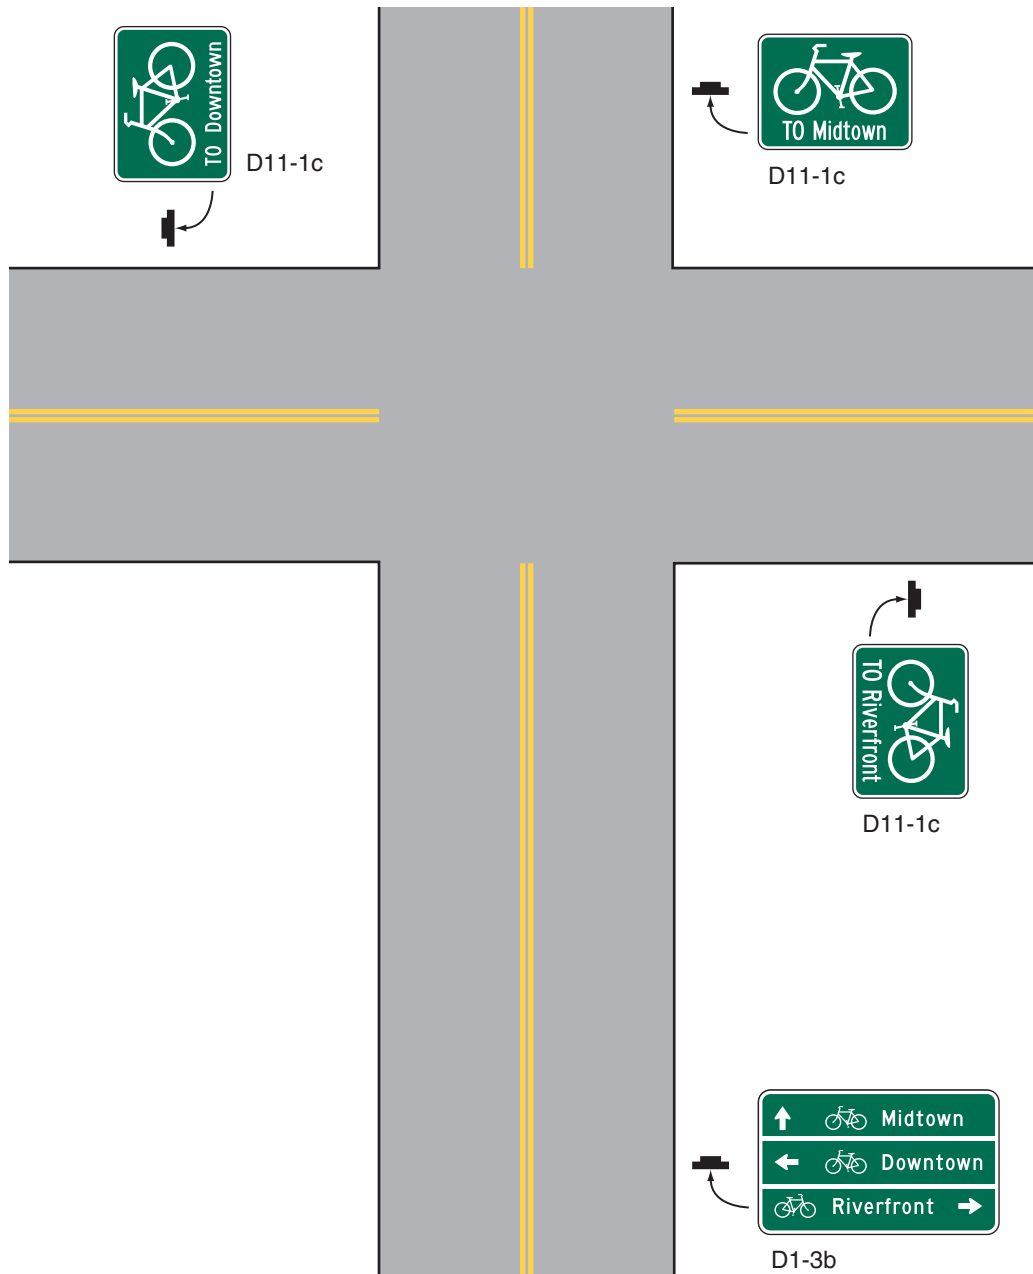 TO Downtown
D11-1c
TO Midtown
D11-1c
TO Riverfront
D11-1c
Midtown
Downtown
Riverfront
D1-3b